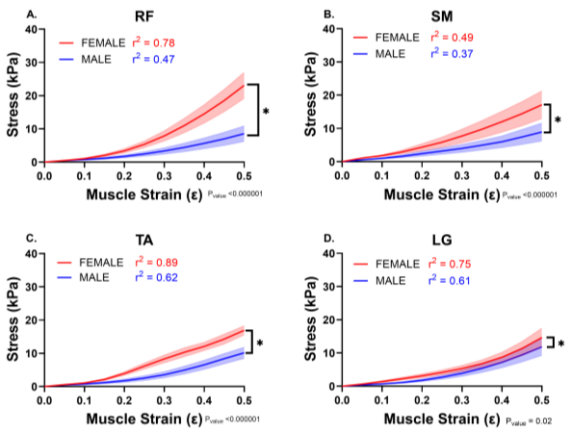 A. RF
40
30
20
10
0
Stress (kPa)
FEMALE r² = 0.78
MALE r² = 0.47
*
0.0 0.1 0.2 0.3 0.4 0.5
Muscle Strain (ε) Pvalue <0.000001
B. SM
40
30
20
10
0
Stress (kPa)
FEMALE r² = 0.49
MALE r² = 0.37
*
0.0 0.1 0.2 0.3 0.4 0.5
Muscle Strain (ε) Pvalue <0.000001
C. TA
40
30
20
10
0
Stress (kPa)
FEMALE r² = 0.89
MALE r² = 0.62
*
0.0 0.1 0.2 0.3 0.4 0.5
Muscle Strain (ε) Pvalue <0.000001
D. LG
40
30
20
10
0
Stress (kPa)
FEMALE r² = 0.75
MALE r² = 0.61
*
0.0 0.1 0.2 0.3 0.4 0.5
Muscle Strain (ε) Pvalue = 0.02